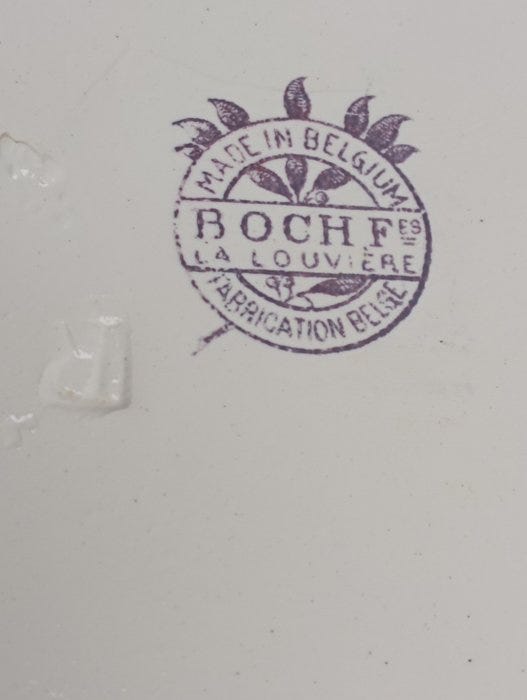 MADE IN BELGIUM
BOCH FES
LA LOUVIÈRE
FABRICATION BELGE